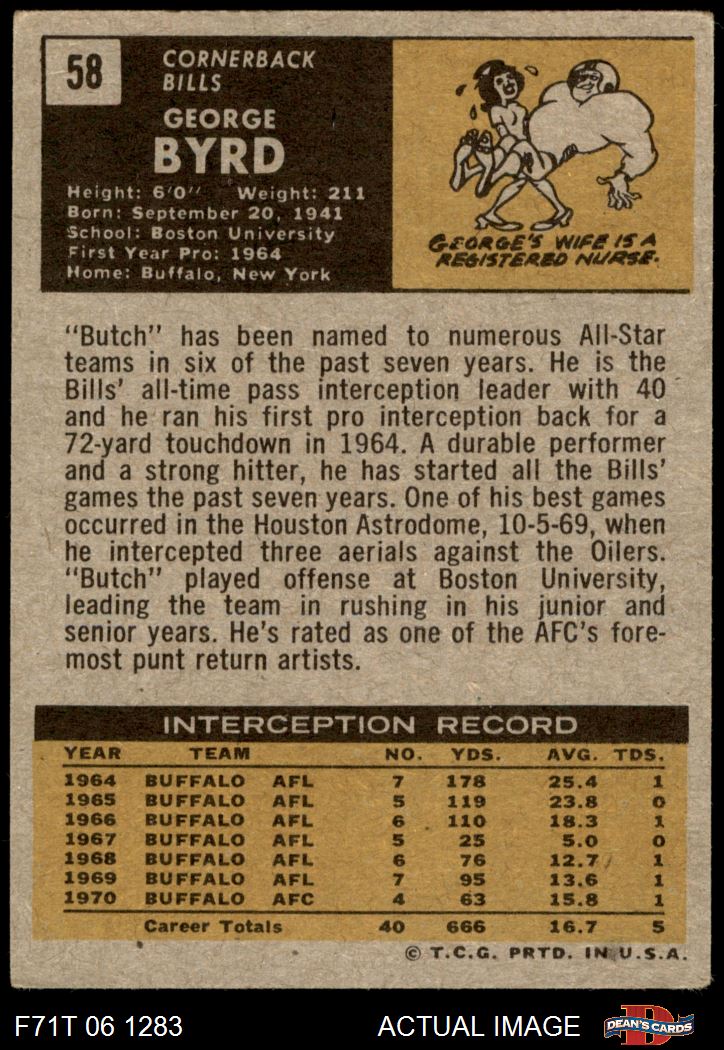 58
CORNERBACK
BILLS
GEORGE
BYRD
Height: 6'0" Weight: 211
Born: September 20, 1941
School: Boston University
First Year Pro: 1964
Home: Buffalo, New York
GEORGE'S WIFE IS A
REGISTERED NURSE.
"Butch" has been named to numerous All-Star
teams in six of the past seven years. He is the
Bills' all-time pass interception leader with 40
and he ran his first pro interception back for a
72-yard touchdown in 1964. A durable performer
and a strong hitter, he has started all the Bills'
games the past seven years. One of his best games
occurred in the Houston Astrodome, 10-5-69, when
he intercepted three aerials against the Oilers.
"Butch" played offense at Boston University,
leading the team in rushing in his junior and
senior years. He's rated as one of the AFC's fore-
most punt return artists.
INTERCEPTION RECORD
YEAR TEAM NO. YDS. AVG. TDS.
1964 BUFFALO AFL 7 178 25.4 1
1965 BUFFALO AFL 5 119 23.8 0
1966 BUFFALO AFL 6 110 18.3 1
1967 BUFFALO AFL 5 25 5.0 0
1968 BUFFALO AFL 6 76 12.7 1
1969 BUFFALO AFL 7 95 13.6 1
1970 BUFFALO AFC 4 63 15.8 1
Career Totals 40 666 16.7 5
© T.C.G. PRTD. IN U.S.A.
F71T 06 1283 ACTUAL IMAGE DEAN'S CARDS